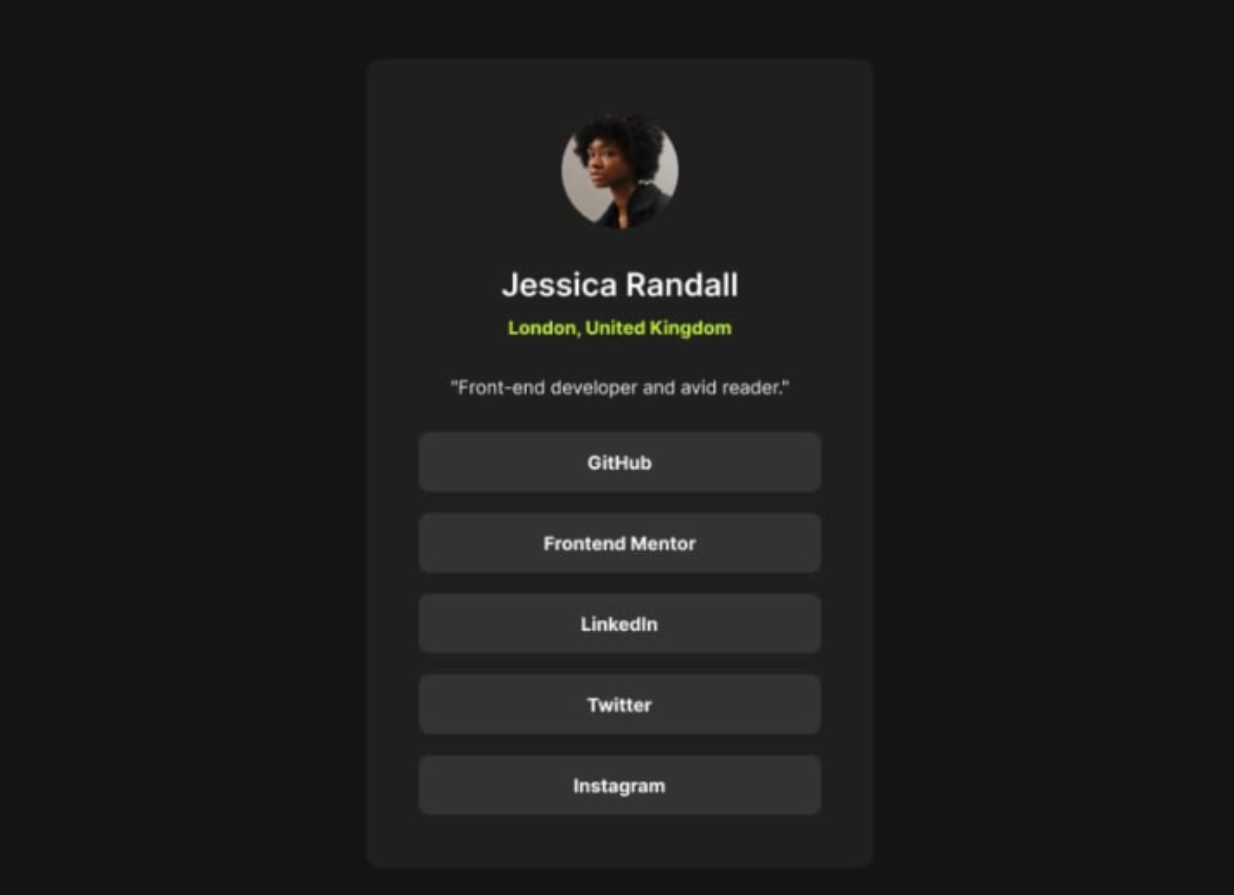 Jessica Randall
London, United Kingdom
"Front-end developer and avid reader."
GitHub
Frontend Mentor
LinkedIn
Twitter
Instagram